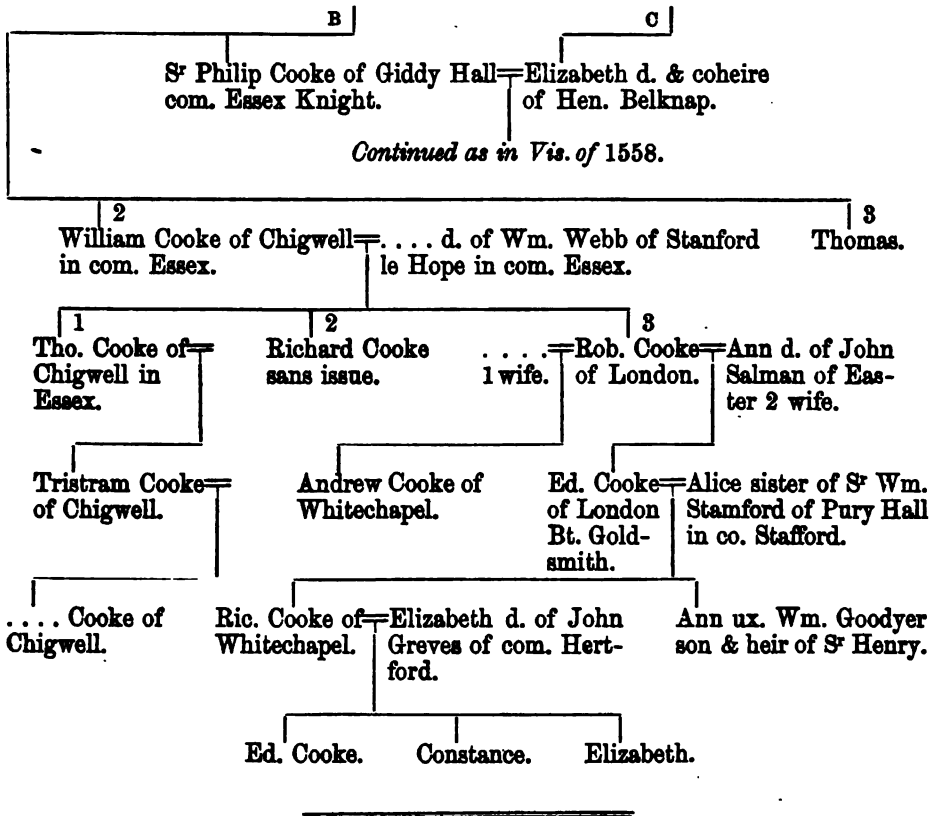 B C
Sr Philip Cooke of Giddy Hall=Elizabeth d. & coheire
com. Essex Knight. of Hen. Belknap.
Continued as in Vis. of 1558.
2 3
William Cooke of Chigwell=. . . . d. of Wm. Webb of Stanford Thomas.
in com. Essex. le Hope in com. Essex.
1 2 3
Tho. Cooke of= Richard Cooke . . . .=Rob. Cooke=Ann d. of John
Chigwell in sans issue. 1 wife. of London. Salman of Eas-
Essex. ter 2 wife.
Tristram Cooke= Andrew Cooke of Ed. Cooke=Alice sister of Sr Wm.
of Chigwell. Whitechapel. of London Stamford of Pury Hall
Bt. Gold- in co. Stafford.
smith.
. . . . Cooke of Ric. Cooke of=Elizabeth d. of John Ann ux. Wm. Goodyer
Chigwell. Whitechapel. Greves of com. Hert- son & heir of Sr Henry.
ford.
Ed. Cooke. Constance. Elizabeth.